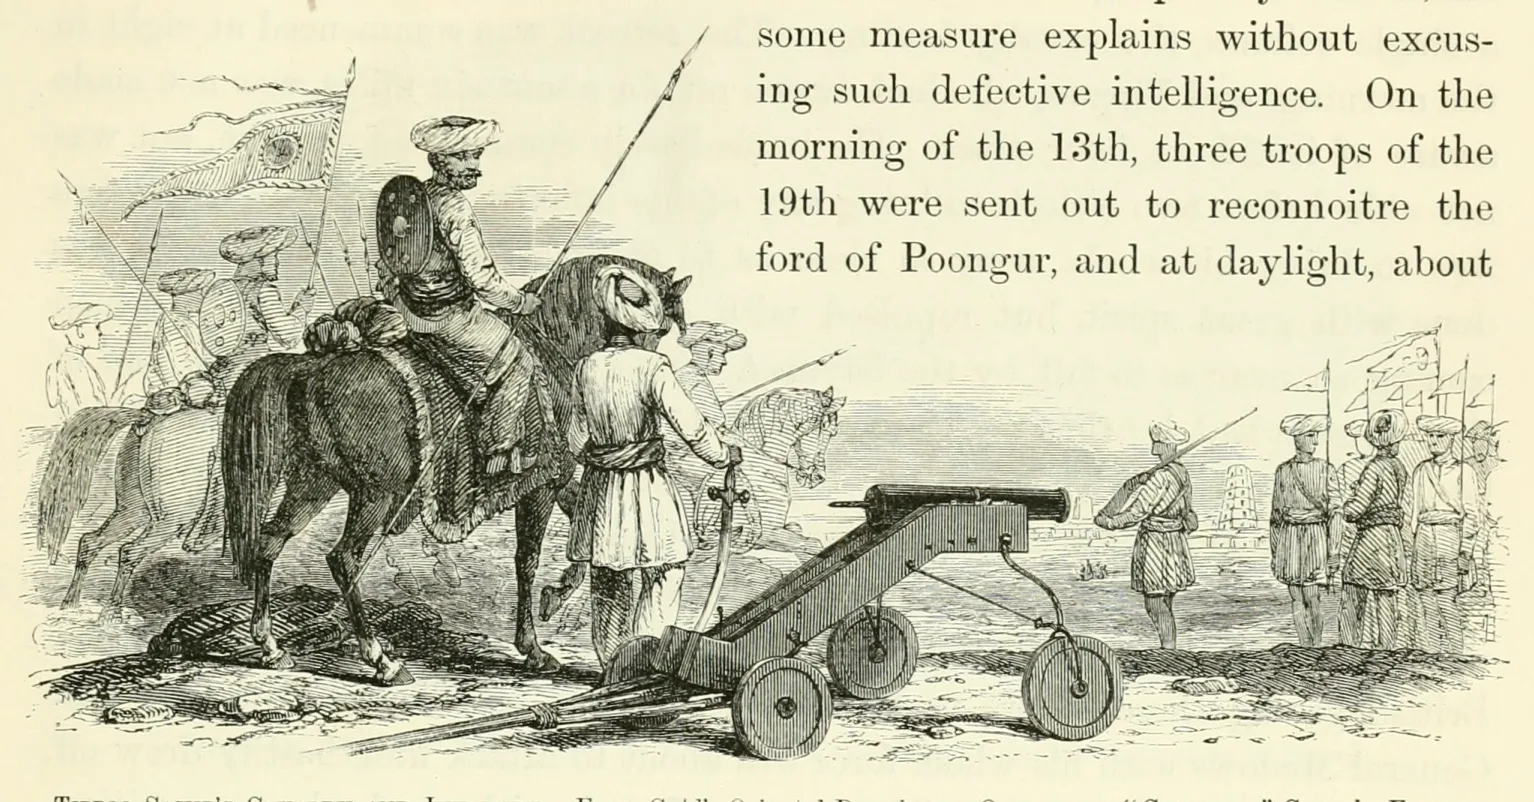 some measure explains without excus-
ing such defective intelligence. On the
morning of the 13th, three troops of the
19th were sent out to reconnoitre the
ford of Poongur, and at daylight, about